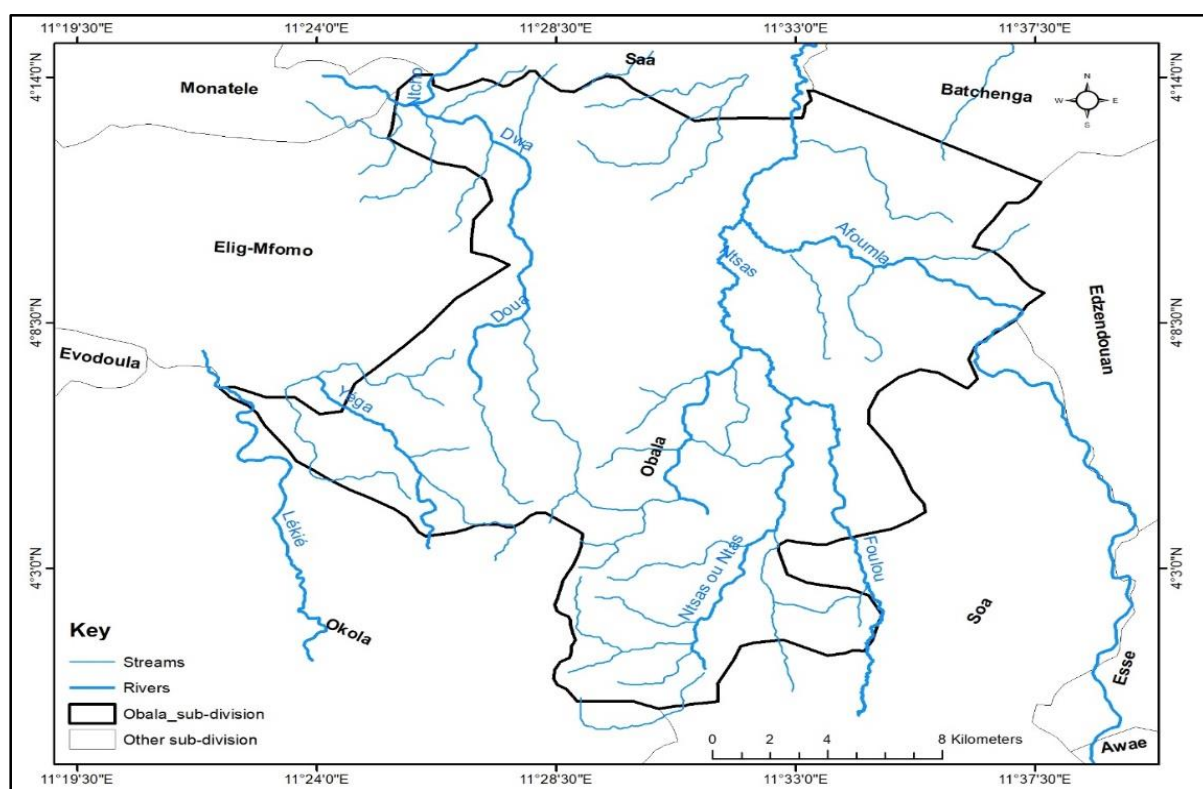 11°19'30"E 11°24'0"E 11°28'30"E 11°33'0"E 11°37'30"E
4°14'0"N
4°14'0"N
Saa
Monatele
Batchenga
N
W E
S
Ntcho
Dwa
Elig-Mfomo
Afoumla
Ntsas
Edzendouan
Doua
4°8'30"N
4°8'30"N
Evodoula
Yega
Obala
Lékié
Ntsas ou Ntas
Foulou
4°3'0"N
4°3'0"N
Soa
Okola
Esse
Awae
Key
Streams
Rivers
Obala_sub-division
Other sub-division
0 2 4 8 Kilometers
11°19'30"E 11°24'0"E 11°28'30"E 11°33'0"E 11°37'30"E